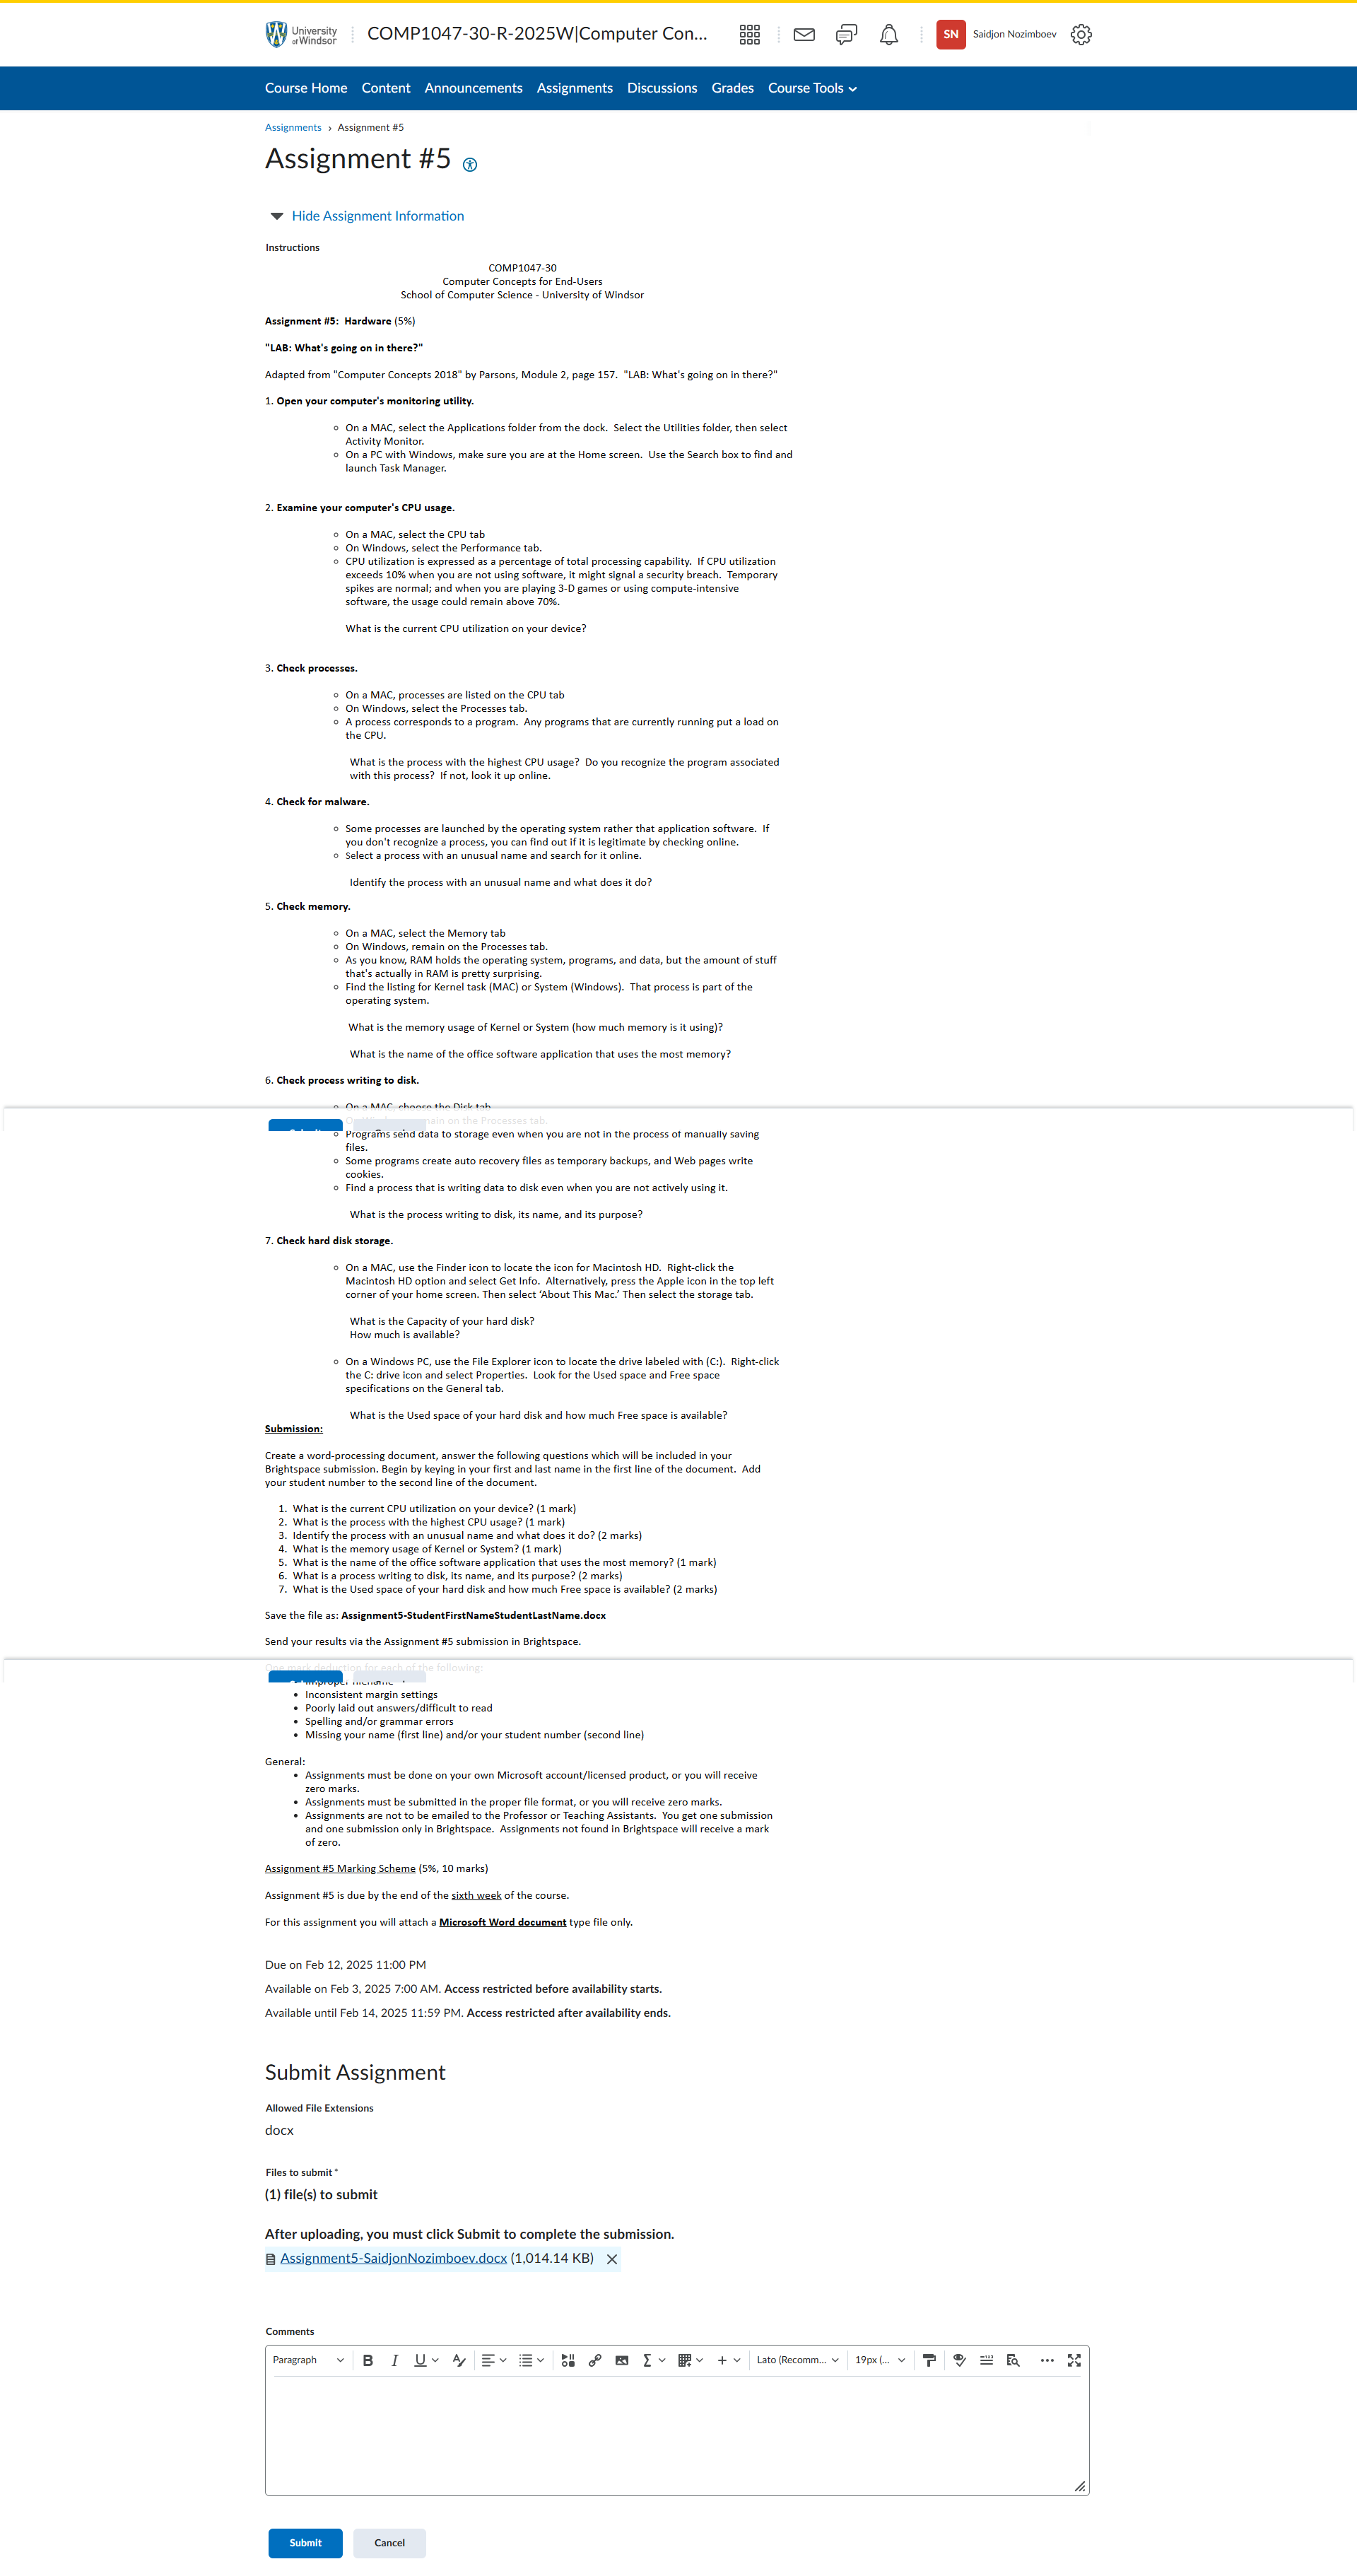 University of Windsor
COMP1047-30-R-2025W|Computer Con...
SN
Saidjon Nozimboev
Course Home Content Announcements Assignments Discussions Grades Course Tools
Assignments › Assignment #5
Assignment #5
Hide Assignment Information
Instructions
COMP1047-30
Computer Concepts for End-Users
School of Computer Science - University of Windsor
Assignment #5: Hardware (5%)
"LAB: What's going on in there?"
Adapted from "Computer Concepts 2018" by Parsons, Module 2, page 157. "LAB: What's going on in there?"
1. Open your computer's monitoring utility.
On a MAC, select the Applications folder from the dock. Select the Utilities folder, then select
Activity Monitor.
On a PC with Windows, make sure you are at the Home screen. Use the Search box to find and
launch Task Manager.
2. Examine your computer's CPU usage.
On a MAC, select the CPU tab
On Windows, select the Performance tab.
CPU utilization is expressed as a percentage of total processing capability. If CPU utilization
exceeds 10% when you are not using software, it might signal a security breach. Temporary
spikes are normal; and when you are playing 3-D games or using compute-intensive
software, the usage could remain above 70%.
What is the current CPU utilization on your device?
3. Check processes.
On a MAC, processes are listed on the CPU tab
On Windows, select the Processes tab.
A process corresponds to a program. Any programs that are currently running put a load on
the CPU.
What is the process with the highest CPU usage? Do you recognize the program associated
with this process? If not, look it up online.
4. Check for malware.
Some processes are launched by the operating system rather that application software. If
you don't recognize a process, you can find out if it is legitimate by checking online.
Select a process with an unusual name and search for it online.
Identify the process with an unusual name and what does it do?
5. Check memory.
On a MAC, select the Memory tab
On Windows, remain on the Processes tab.
As you know, RAM holds the operating system, programs, and data, but the amount of stuff
that's actually in RAM is pretty surprising.
Find the listing for Kernel task (MAC) or System (Windows). That process is part of the
operating system.
What is the memory usage of Kernel or System (how much memory is it using)?
What is the name of the office software application that uses the most memory?
6. Check process writing to disk.
On a MAC, choose the Disk tab
main on the Processes tab.
Programs send data to storage even when you are not in the process of manually saving
files.
Some programs create auto recovery files as temporary backups, and Web pages write
cookies.
Find a process that is writing data to disk even when you are not actively using it.
What is the process writing to disk, its name, and its purpose?
7. Check hard disk storage.
On a MAC, use the Finder icon to locate the icon for Macintosh HD. Right-click the
Macintosh HD option and select Get Info. Alternatively, press the Apple icon in the top left
corner of your home screen. Then select ‘About This Mac.’ Then select the storage tab.
What is the Capacity of your hard disk?
How much is available?
On a Windows PC, use the File Explorer icon to locate the drive labeled with (C:). Right-click
the C: drive icon and select Properties. Look for the Used space and Free space
specifications on the General tab.
What is the Used space of your hard disk and how much Free space is available?
Submission:
Create a word-processing document, answer the following questions which will be included in your
Brightspace submission. Begin by keying in your first and last name in the first line of the document. Add
your student number to the second line of the document.
1. What is the current CPU utilization on your device? (1 mark)
2. What is the process with the highest CPU usage? (1 mark)
3. Identify the process with an unusual name and what does it do? (2 marks)
4. What is the memory usage of Kernel or System? (1 mark)
5. What is the name of the office software application that uses the most memory? (1 mark)
6. What is a process writing to disk, its name, and its purpose? (2 marks)
7. What is the Used space of your hard disk and how much Free space is available? (2 marks)
Save the file as: Assignment5-StudentFirstNameStudentLastName.docx
Send your results via the Assignment #5 submission in Brightspace.
One mark deduction for each of the following:
Improper filename
Inconsistent margin settings
Poorly laid out answers/difficult to read
Spelling and/or grammar errors
Missing your name (first line) and/or your student number (second line)
General:
Assignments must be done on your own Microsoft account/licensed product, or you will receive
zero marks.
Assignments must be submitted in the proper file format, or you will receive zero marks.
Assignments are not to be emailed to the Professor or Teaching Assistants. You get one submission
and one submission only in Brightspace. Assignments not found in Brightspace will receive a mark
of zero.
Assignment #5 Marking Scheme (5%, 10 marks)
Assignment #5 is due by the end of the sixth week of the course.
For this assignment you will attach a Microsoft Word document type file only.
Due on Feb 12, 2025 11:00 PM
Available on Feb 3, 2025 7:00 AM. Access restricted before availability starts.
Available until Feb 14, 2025 11:59 PM. Access restricted after availability ends.
Submit Assignment
Allowed File Extensions
docx
Files to submit *
(1) file(s) to submit
After uploading, you must click Submit to complete the submission.
Assignment5-SaidjonNozimboev.docx (1,014.14 KB)
Comments
Paragraph B I U Lato (Recomm... 19px (...
Submit Cancel